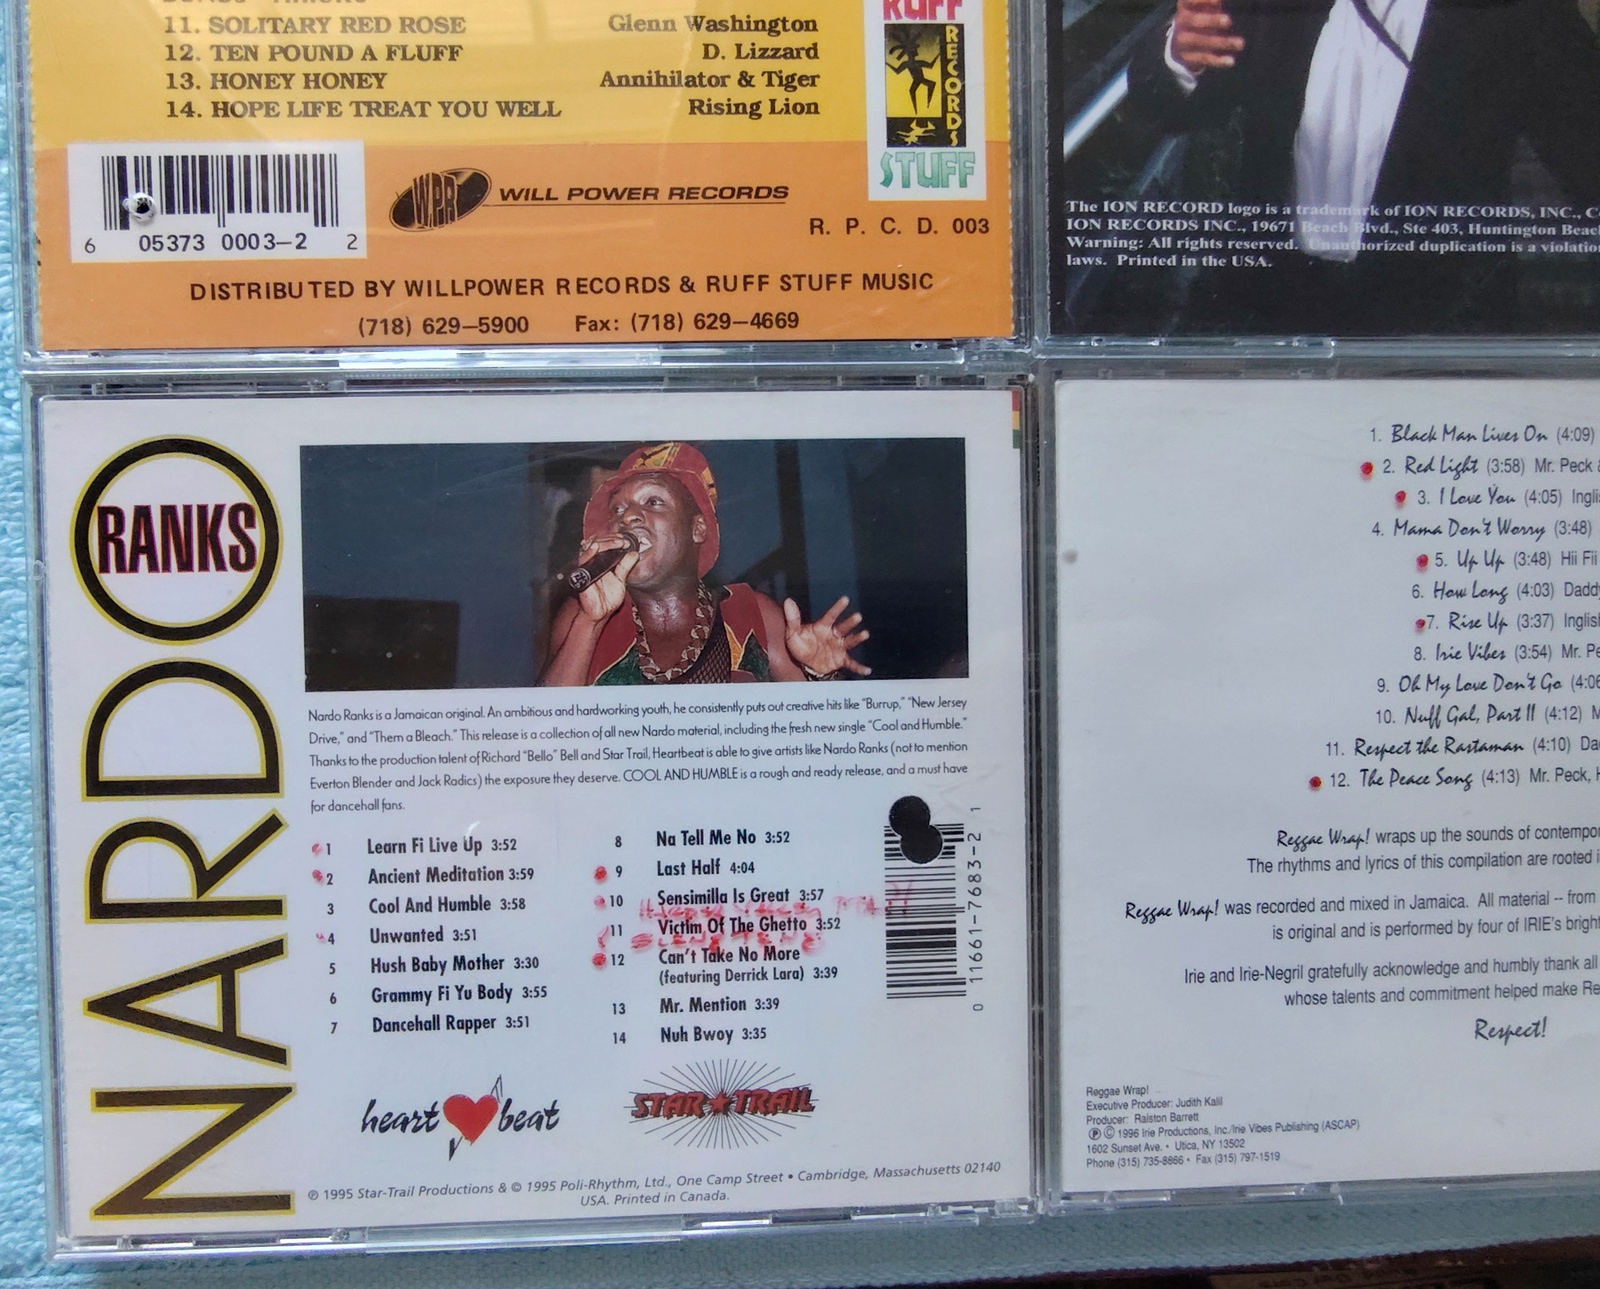 11. SOLITARY RED ROSE Glenn Washington
12. TEN POUND A FLUFF D. Lizzard
13. HONEY HONEY Annihilator & Tiger
14. HOPE LIFE TREAT YOU WELL Rising Lion
RUFF
RECORDS
STUFF
6 05373 0003-2 2
W.P.R
WILL POWER RECORDS
R. P. C. D. 003
DISTRIBUTED BY WILLPOWER RECORDS & RUFF STUFF MUSIC
(718) 629-5900 Fax: (718) 629-4669
The ION RECORD logo is a trademark of ION RECORDS, INC.,
ION RECORDS INC., 19671 Beach Blvd., Ste 403, Huntington
Warning: All rights reserved. Unauthorized duplication is a
laws. Printed in the USA.
NARDO
RANKS
Nardo Ranks is a Jamaican original. An ambitious and hardworking youth, he consistently puts out creative hits like "Burrup," "New Jersey
Drive," and "Them a Bleach." This release is a collection of all new Nardo material, including the fresh new single "Cool and Humble."
Thanks to the production talent of Richard "Bello" Bell and Star Trail, Heartbeat is able to give artists like Nardo Ranks (not to mention
Everton Blender and Jack Radics) the exposure they deserve. COOL AND HUMBLE is a rough and ready release, and a must have
for dancehall fans.
1 Learn Fi Live Up 3:52
2 Ancient Meditation 3:59
3 Cool And Humble 3:58
4 Unwanted 3:51
5 Hush Baby Mother 3:30
6 Grammy Fi Yu Body 3:55
7 Dancehall Rapper 3:51
8 Na Tell Me No 3:52
9 Last Half 4:04
10 Sensimilla Is Great 3:57
11 Victim Of The Ghetto 3:52
12 Can't Take No More
(featuring Derrick Lara) 3:39
13 Mr. Mention 3:39
14 Nuh Bwoy 3:35
0 11661-7683-2 1
heart beat
STAR TRAIL
℗ 1995 Star-Trail Productions & © 1995 Poli-Rhythm, Ltd., One Camp Street • Cambridge, Massachusetts 02140
USA. Printed in Canada.
1. Black Man Lives On (4:09)
2. Red Light (3:58) Mr. Peck
3. I Love You (4:05)
4. Mama Don't Worry (3:48)
5. Up Up (3:48) Hii Fii
6. How Long (4:03)
7. Rise Up (3:37)
8. Irie Vibes (3:54) Mr.
9. Oh My Love Don't Go (4:06
10. Nuff Gal, Part II (4:12)
11. Respect the Rastaman (4:10)
12. The Peace Song (4:13) Mr. Peck,
Reggae Wrap! wraps up the sounds of
The rhythms and lyrics of this compilation are rooted
Reggae Wrap! was recorded and mixed in Jamaica. All material -- from
is original and is performed by four of IRIE's
Irie and Irie-Negril gratefully acknowledge and humbly thank all
whose talents and commitment helped make
Respect!
Reggae Wrap!
Executive Producer: Judith Kalil
Producer: Ralston Barrett
℗ © 1996 Irie Productions, Inc./Irie Vibes Publishing (ASCAP)
1602 Sunset Ave. • Utica, NY 13502
Phone (315) 735-8866 • Fax (315) 797-1519